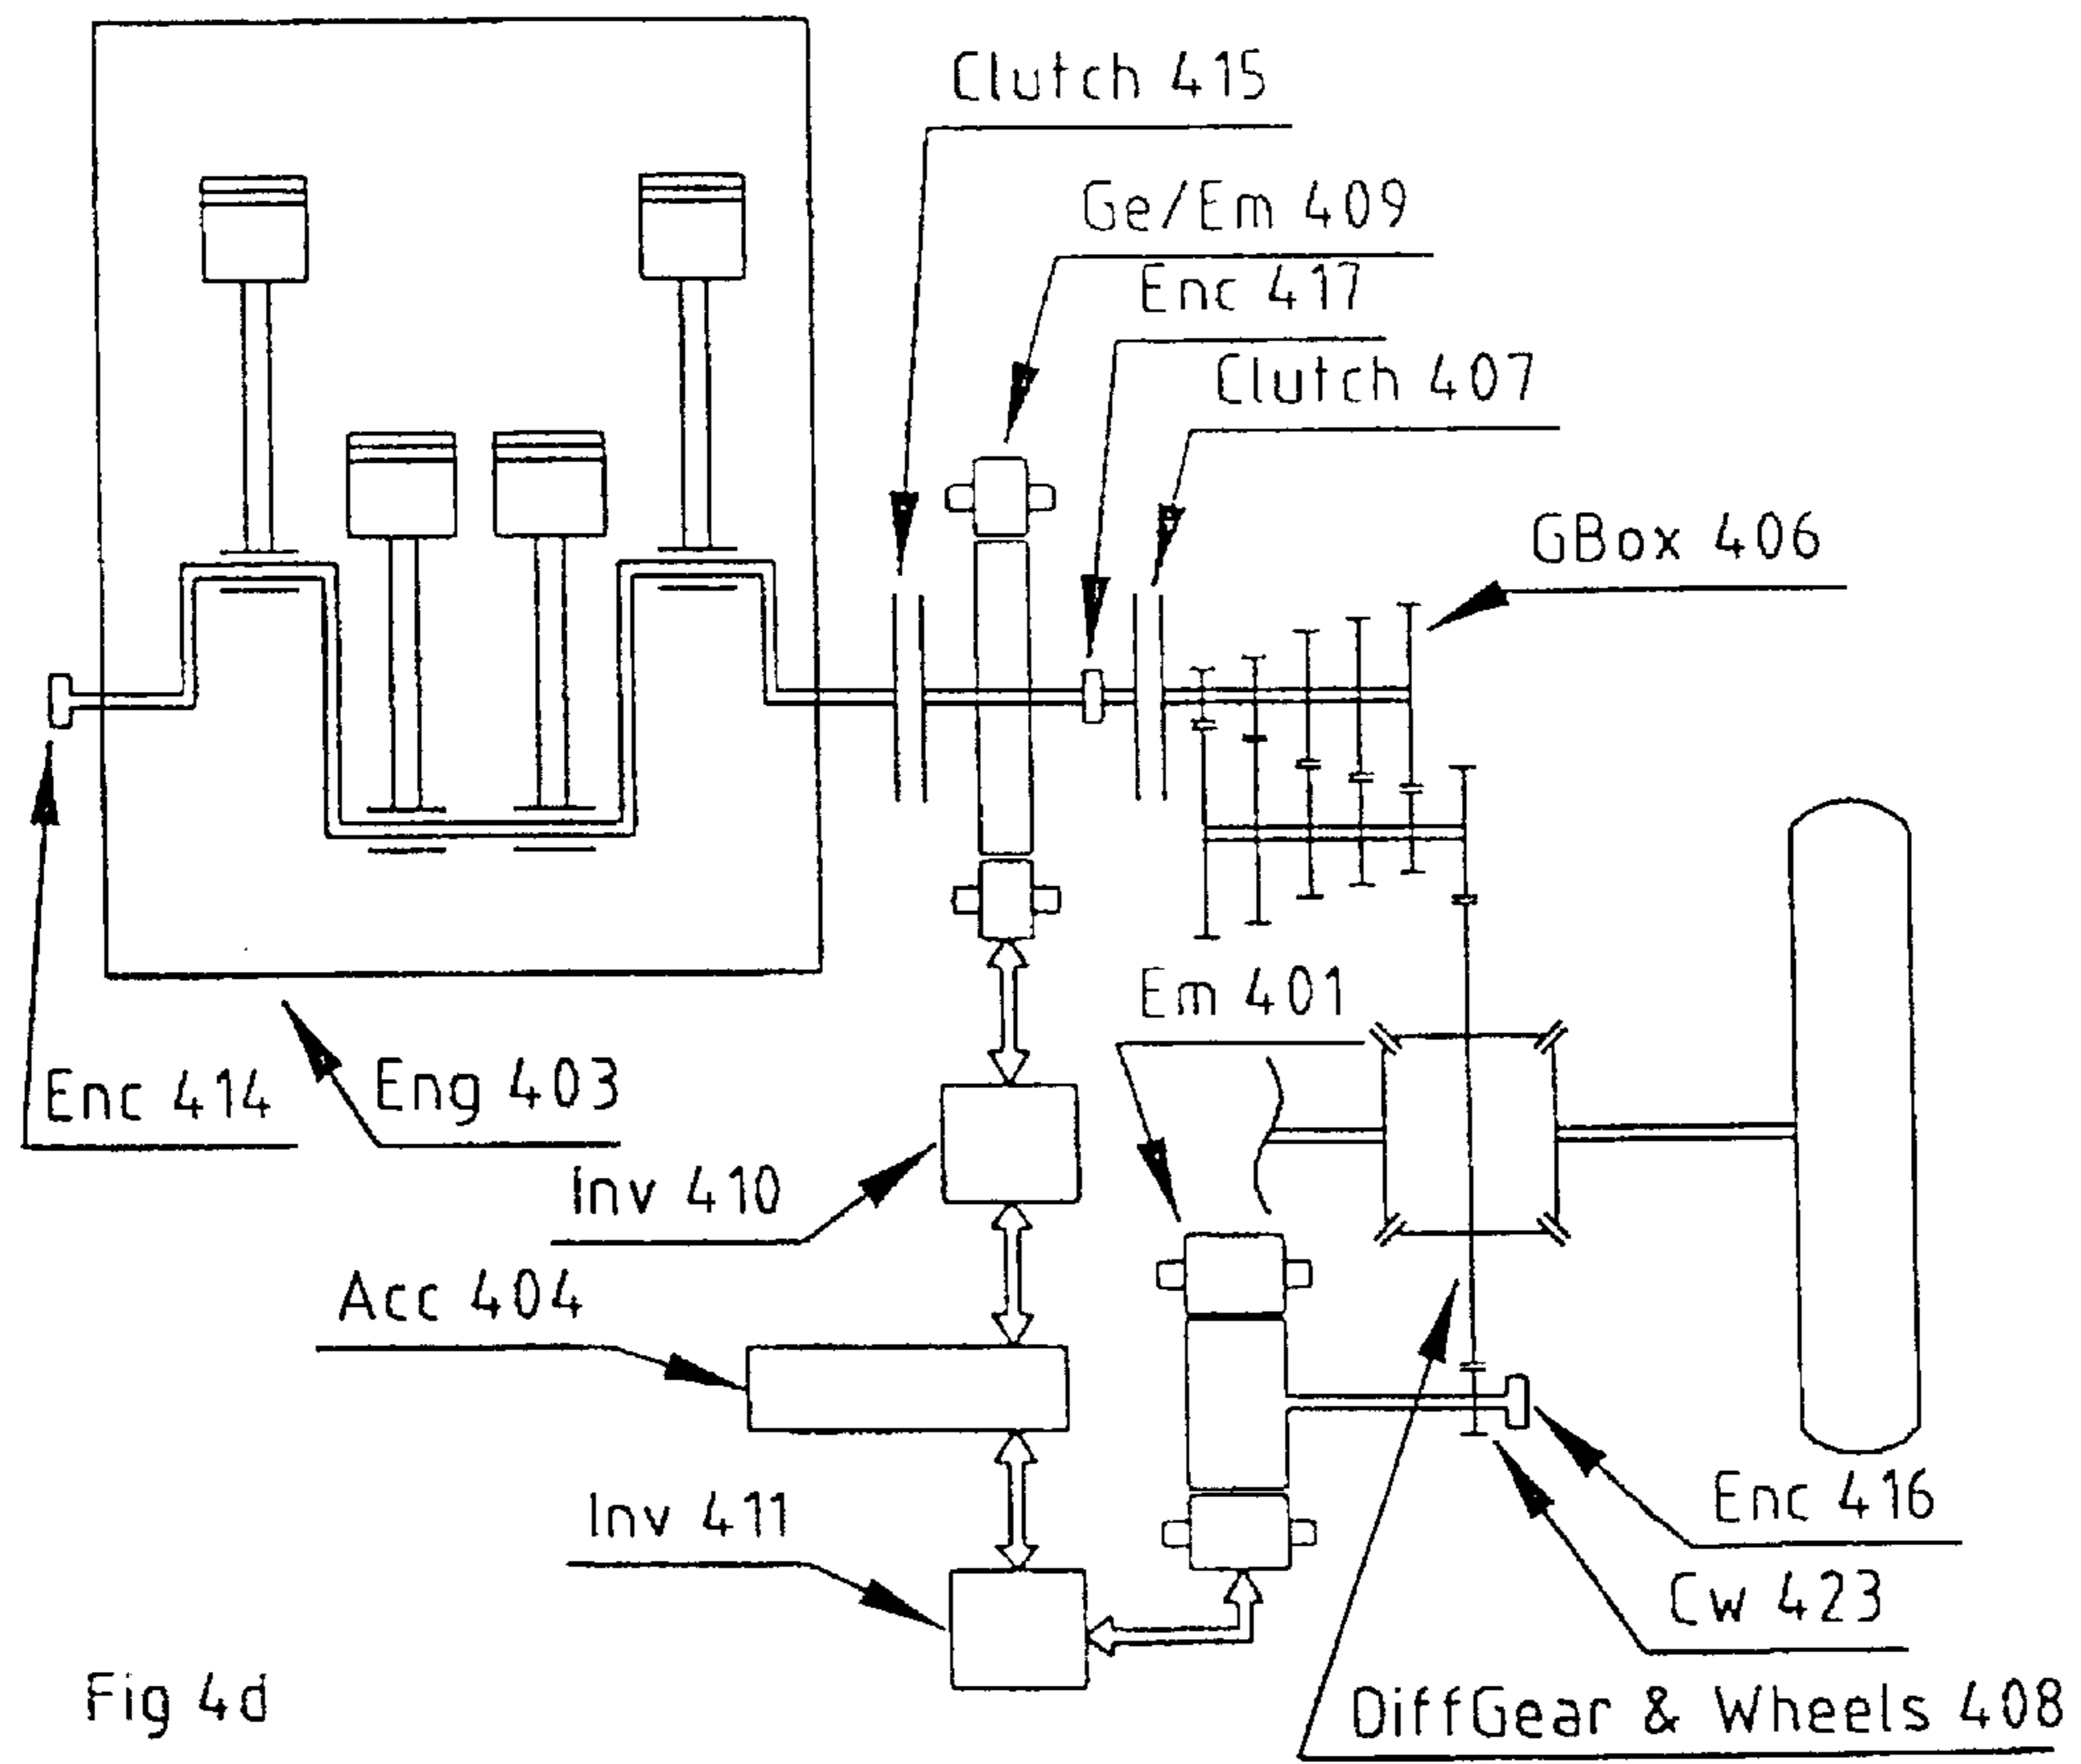 Clutch 415
Ge/Em 409
Enc 417
Clutch 407
GBox 406
Em 401
Enc 414
Eng 403
Inv 410
Acc 404
Inv 411
Enc 416
Cw 423
DiffGear & Wheels 408
Fig 4d